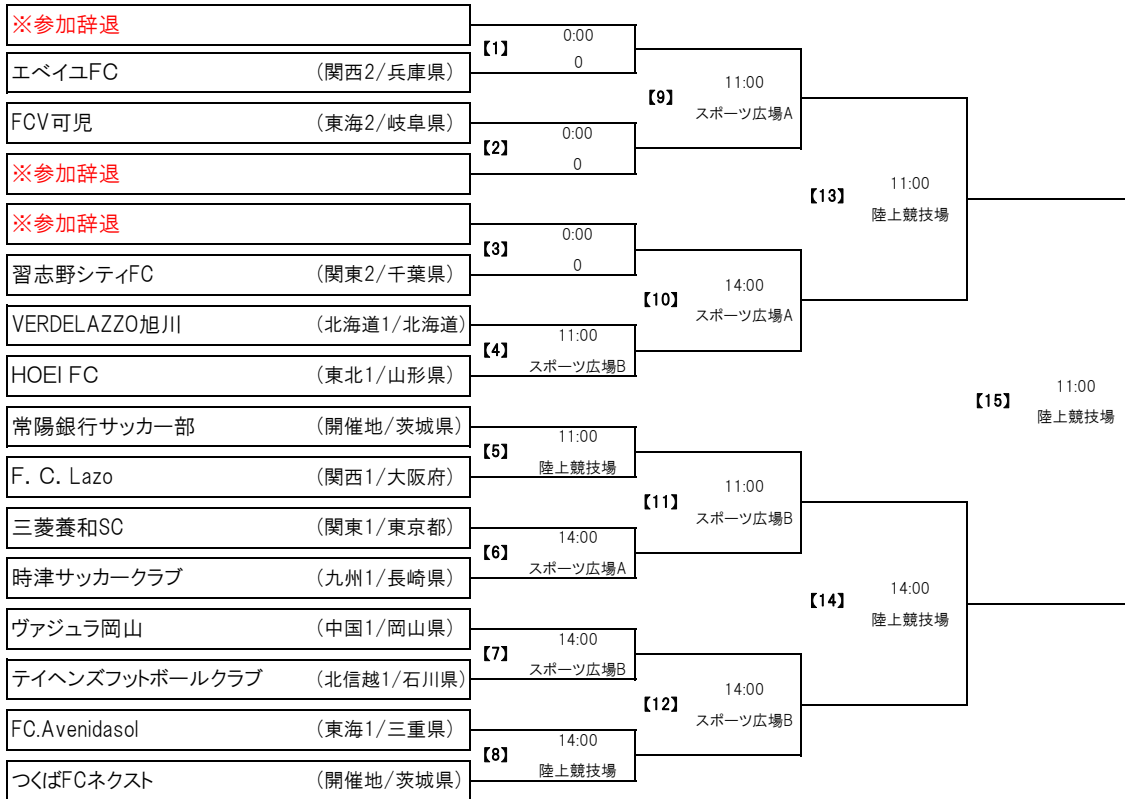 ※参加辞退
エベイユFC (関西2/兵庫県)
【1】 0:00
0
FCV可児 (東海2/岐阜県)
※参加辞退
【2】 0:00
0
【9】 11:00
スポーツ広場A
※参加辞退
習志野シティFC (関東2/千葉県)
【3】 0:00
0
VERDELAZZO旭川 (北海道1/北海道)
HOEI FC (東北1/山形県)
【4】 11:00
スポーツ広場B
【10】 14:00
スポーツ広場A
【13】 11:00
陸上競技場
常陽銀行サッカー部 (開催地/茨城県)
F. C. Lazo (関西1/大阪府)
【5】 11:00
陸上競技場
三菱養和SC (関東1/東京都)
時津サッカークラブ (九州1/長崎県)
【6】 14:00
スポーツ広場A
【11】 11:00
スポーツ広場B
ヴァジュラ岡山 (中国1/岡山県)
テイヘンズフットボールクラブ (北信越1/石川県)
【7】 14:00
スポーツ広場B
FC.Avenidasol (東海1/三重県)
つくばFCネクスト (開催地/茨城県)
【8】 14:00
陸上競技場
【12】 14:00
スポーツ広場B
【14】 14:00
陸上競技場
【15】 11:00
陸上競技場